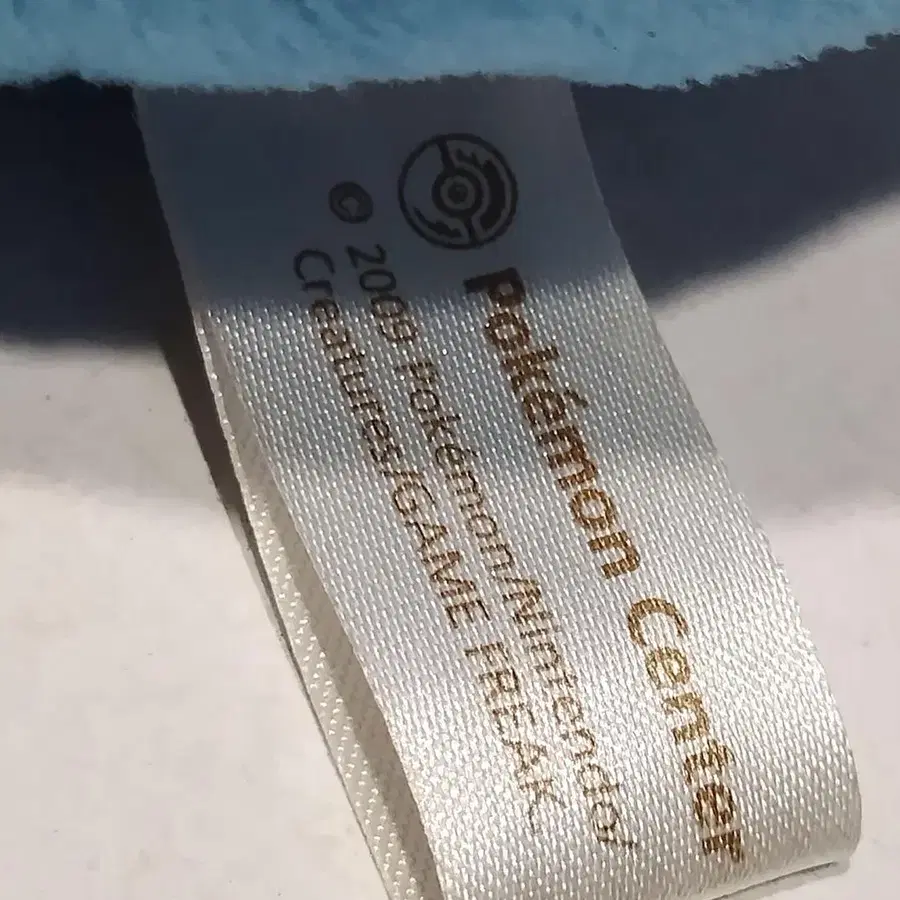 Pokémon Center
© 2009 Pokémon/Nintendo/
Creatures/GAME FREAK.